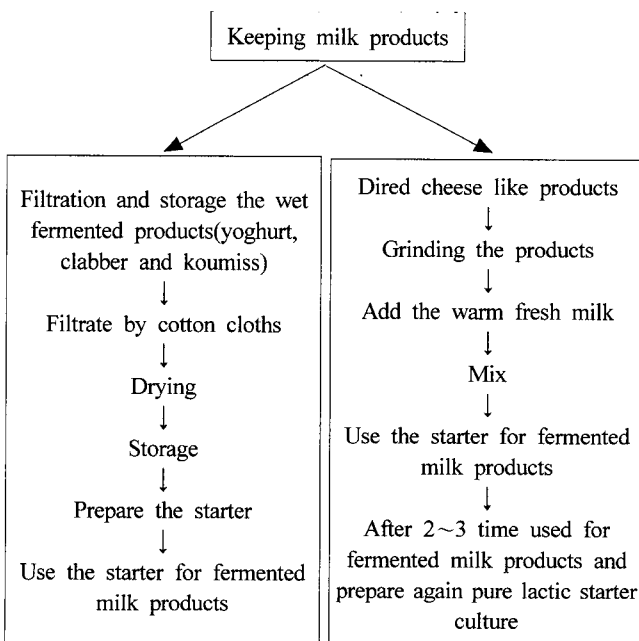 Keeping milk products
Filtration and storage the wet
fermented products(yoghurt,
clabber and koumiss)
↓
Filtrate by cotton cloths
↓
Drying
↓
Storage
↓
Prepare the starter
↓
Use the starter for fermented
milk products
Dired cheese like products
↓
Grinding the products
↓
Add the warm fresh milk
↓
Mix
↓
Use the starter for fermented
milk products
↓
After 2~3 time used for
fermented milk products and
prepare again pure lactic starter
culture